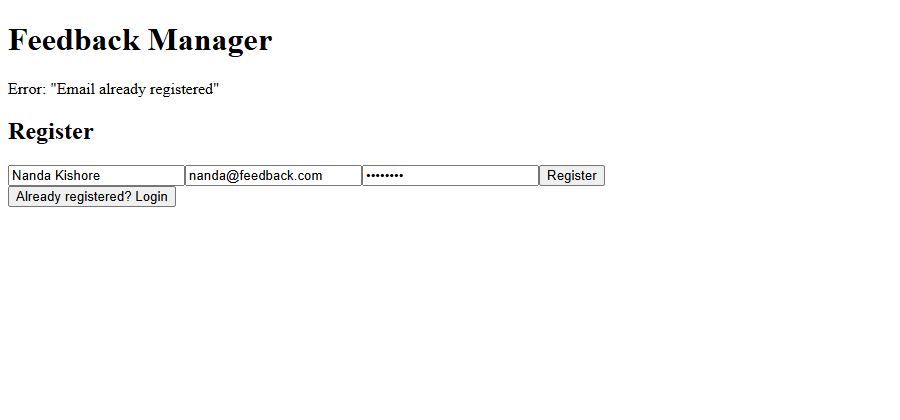 Feedback Manager
Error: "Email already registered"
Register
Nanda Kishore nanda@feedback.com •••••••• Register
Already registered? Login